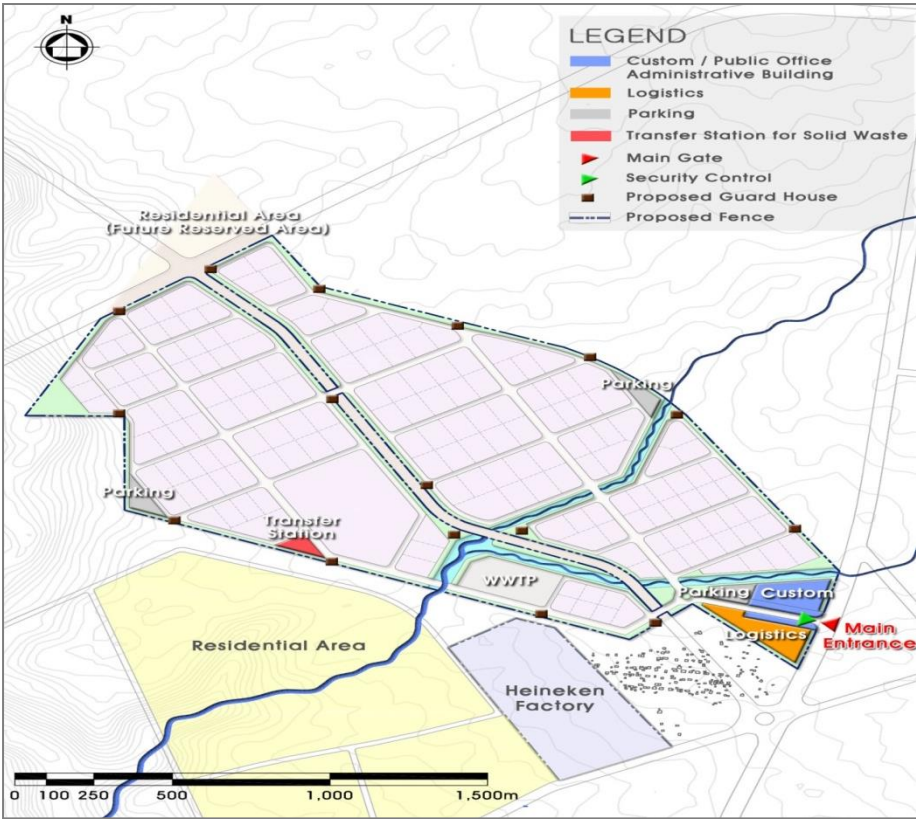 N
LEGEND
Custom / Public Office
Administrative Building
Logistics
Parking
Transfer Station for Solid Waste
Main Gate
Security Control
Proposed Guard House
Proposed Fence
Residential Area
(Future Reserved Area)
Parking
Parking
Transfer
Station
WWTP
Parking
Custom
Logistics
Main
Entrance
Residential Area
Heineken
Factory
0 100 250 500 1,000 1,500m